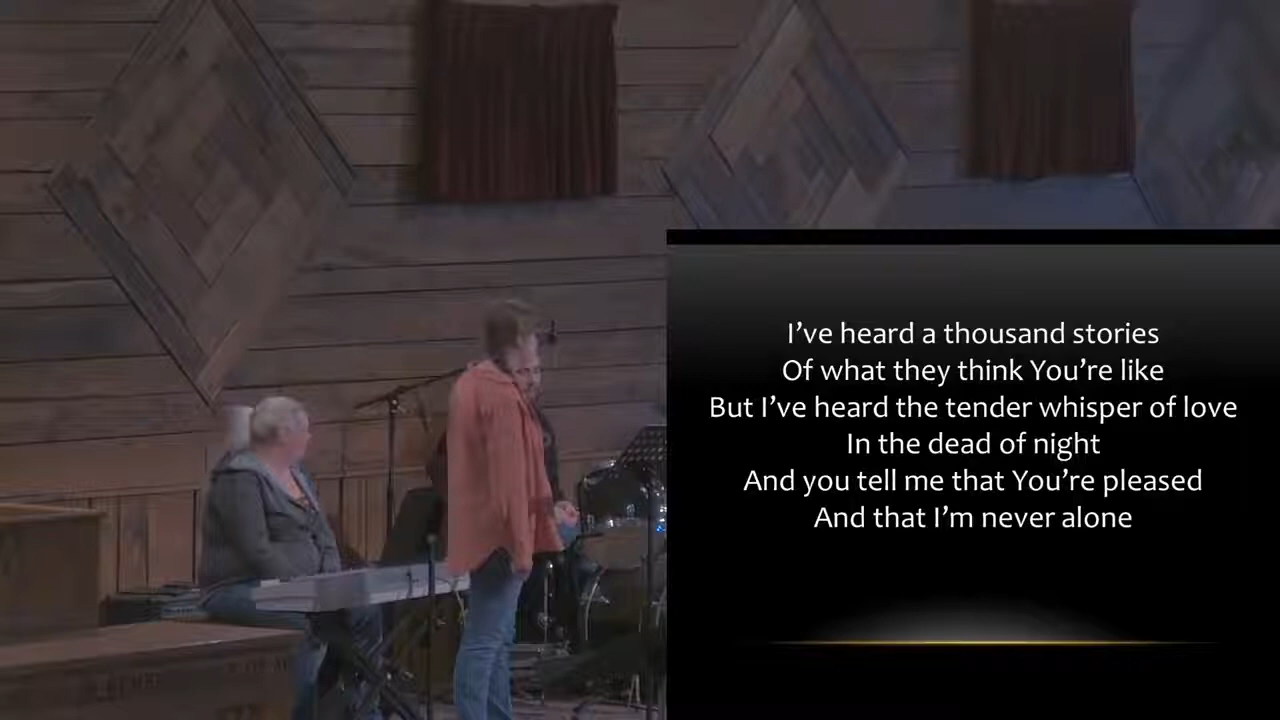 I've heard a thousand stories
Of what they think You're like
But I've heard the tender whisper of love
In the dead of night
And you tell me that You're pleased
And that I'm never alone